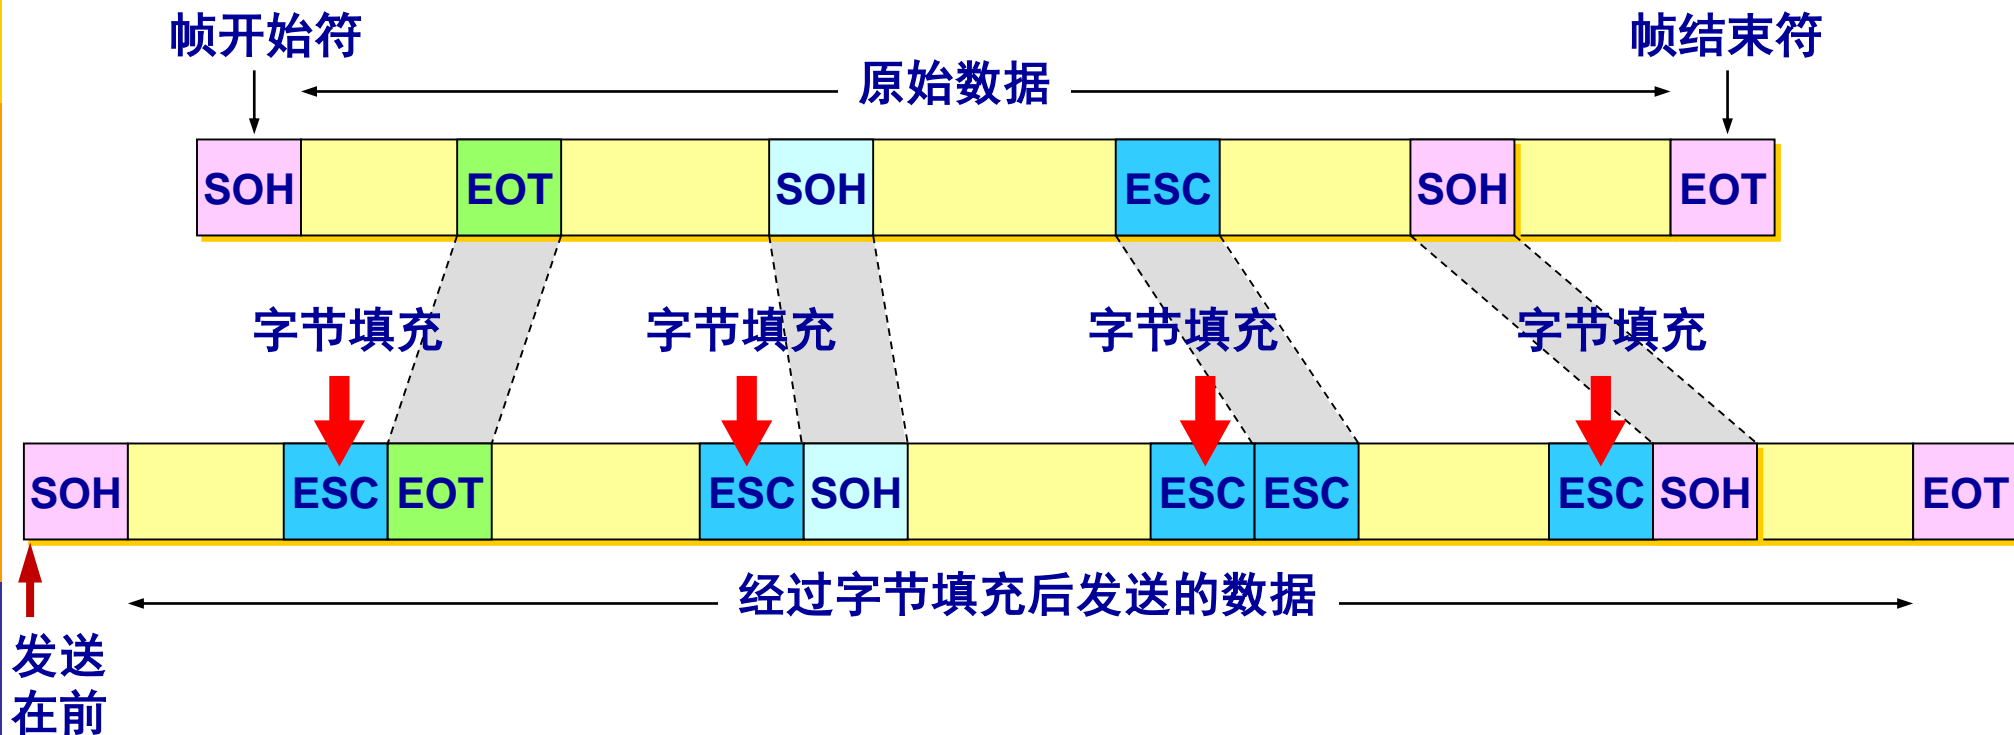 帧开始符
帧结束符
原始数据
SOH EOT SOH ESC SOH EOT
字节填充 字节填充 字节填充 字节填充
SOH ESC EOT ESC SOH ESC ESC ESC SOH EOT
经过字节填充后发送的数据
发送
在前